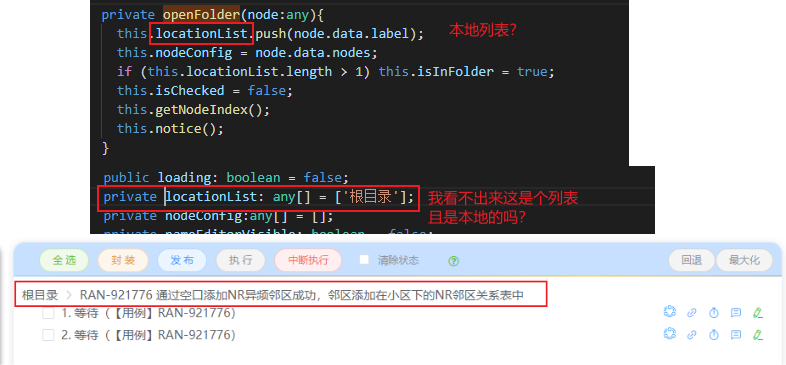 private openFolder(node:any){
this.locationList.push(node.data.label);
本地列表？
this.nodeConfig = node.data.nodes;
if (this.locationList.length > 1) this.isInFolder = true;
this.isChecked = false;
this.getNodeIndex();
this.notice();
}
public loading: boolean = false;
private locationList: any[] = ['根目录'];
我看不出来这是个列表
且是本地的吗？
private nodeConfig:any[] = [];
private nameEditorVisible: boolean = false;
全选 封装 发布 执行 中断执行 清除状态 ? 回退 最大化
根目录 > RAN-921776 通过空口添加NR异频邻区成功，邻区添加在小区下的NR邻区关系表中
1. 等待（【用例】RAN-921776）
2. 等待（【用例】RAN-921776）